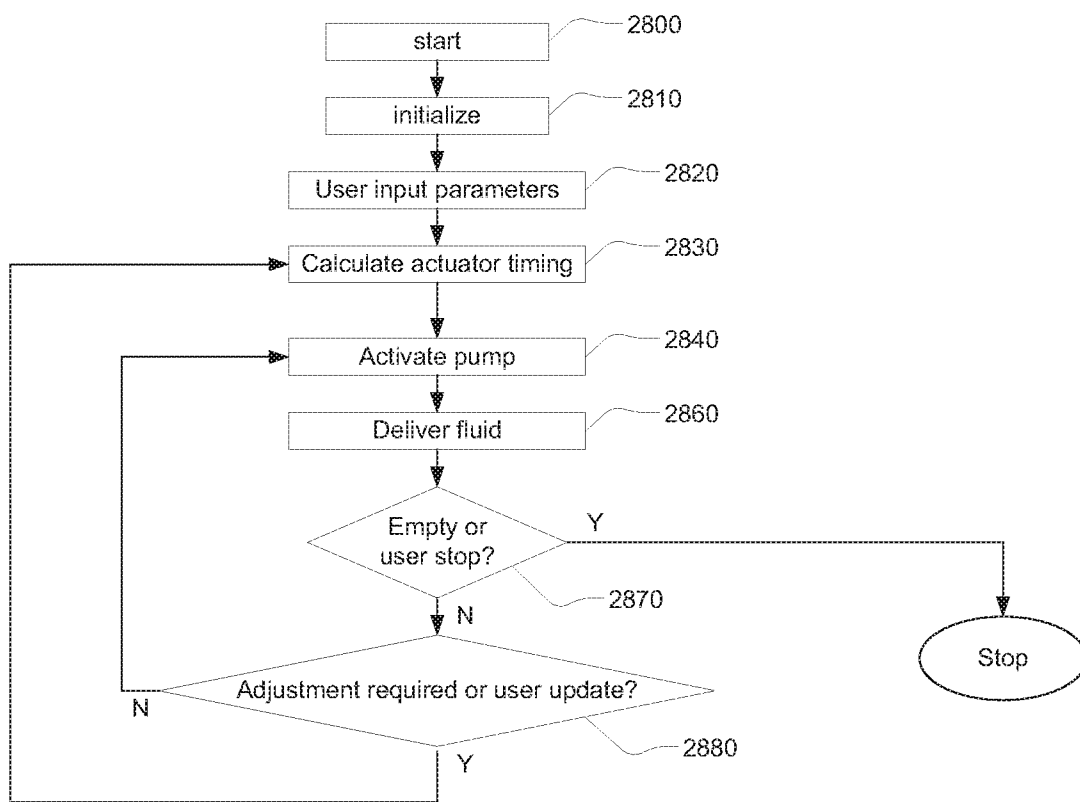 start
2800
initialize
2810
User input parameters
2820
Calculate actuator timing
2830
Activate pump
2840
Deliver fluid
2860
Empty or
user stop?
Y
2870
N
Stop
Adjustment required or user update?
N
2880
Y